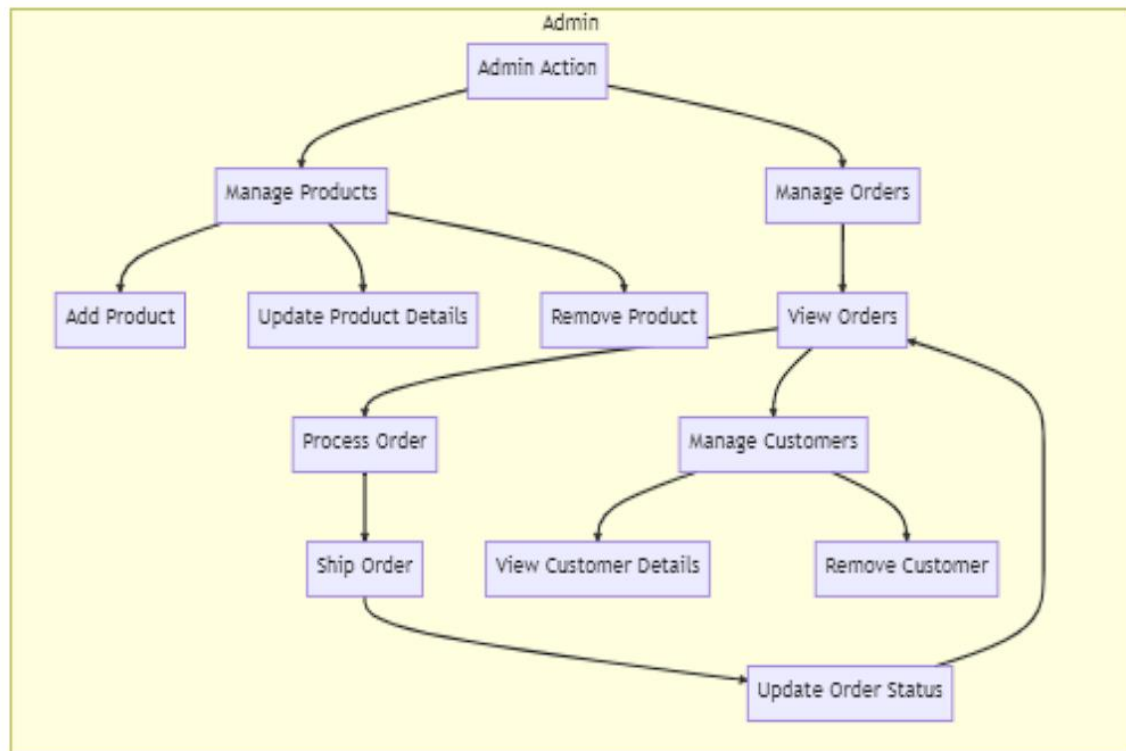 Admin
Admin Action
Manage Products
Manage Orders
Add Product
Update Product Details
Remove Product
View Orders
Process Order
Manage Customers
Ship Order
View Customer Details
Remove Customer
Update Order Status